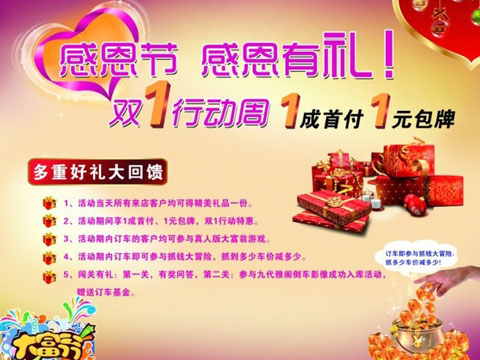 感恩节 感恩有礼!
双1行动周 1成首付 1元包牌
多重好礼大回馈
1、活动当天所有来店客户均可得精美礼品一份。
2、活动期间享1成首付、1元包牌，双1行动特惠。
3、活动期内订车的客户均可参与真人版大富翁游戏。
4、活动期内订车即可参与抓钱大冒险，抓到多少车价减多少。
5、闯关有礼：第一关，有奖问答，第二关：参与九代雅阁倒车影像成功入库活动，
赠送订车基金。
订车即参与抓钱大冒险，
抓多少车价减多少!
大富翁